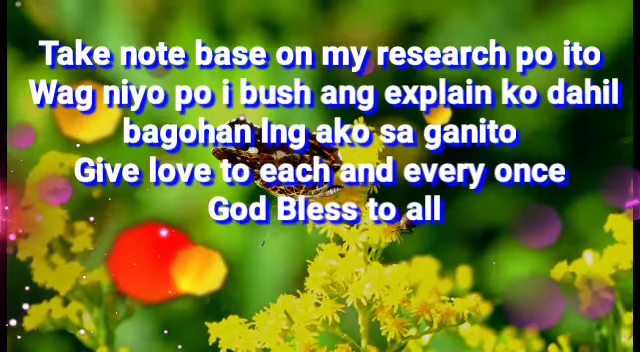 Take note base on my research po ito
Wag niyo po i bush ang explain ko dahil
bagohan lng ako sa ganito
Give love to each and every once
God Bless to all